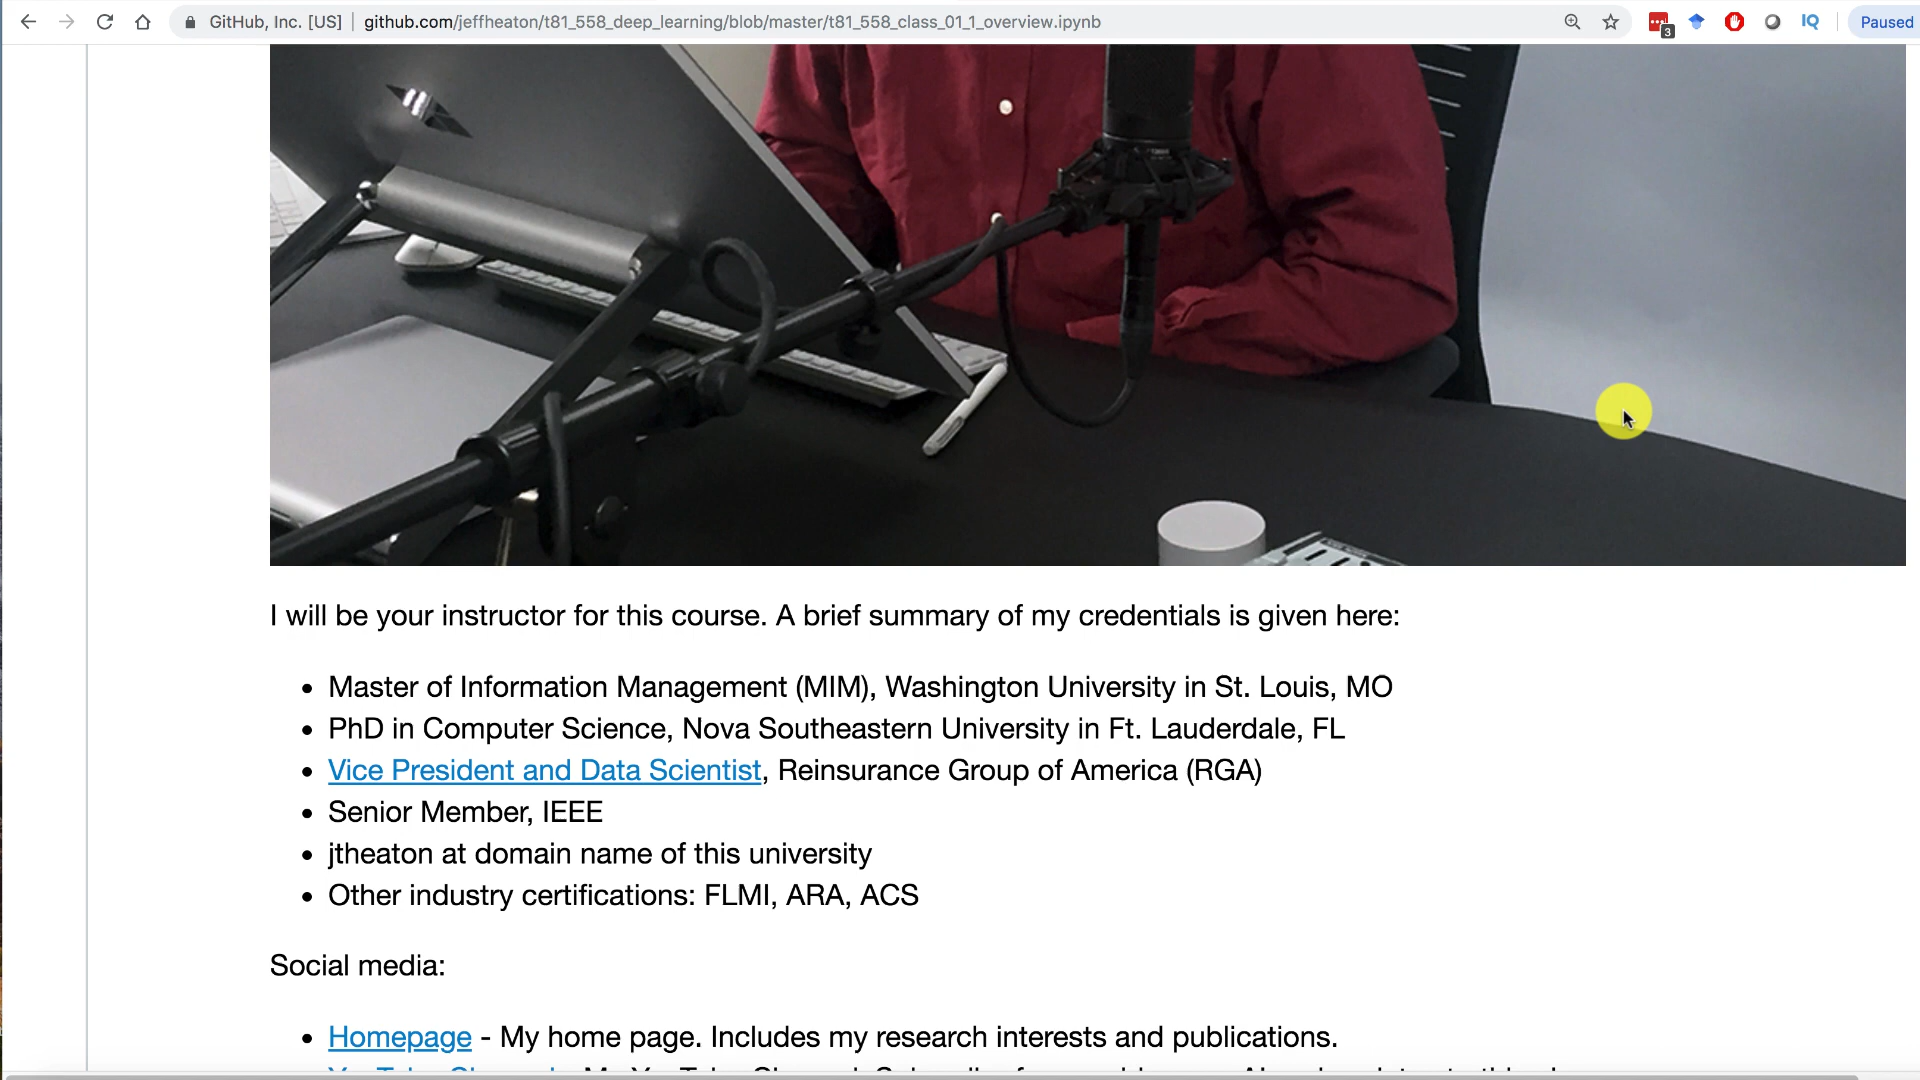 GitHub, Inc. [US] | github.com/jeffheaton/t81_558_deep_learning/blob/master/t81_558_class_01_1_overview.ipynb
3
IQ
Paused
I will be your instructor for this course. A brief summary of my credentials is given here:
• Master of Information Management (MIM), Washington University in St. Louis, MO
• PhD in Computer Science, Nova Southeastern University in Ft. Lauderdale, FL
• Vice President and Data Scientist, Reinsurance Group of America (RGA)
• Senior Member, IEEE
• jtheaton at domain name of this university
• Other industry certifications: FLMI, ARA, ACS
Social media:
• Homepage - My home page. Includes my research interests and publications.